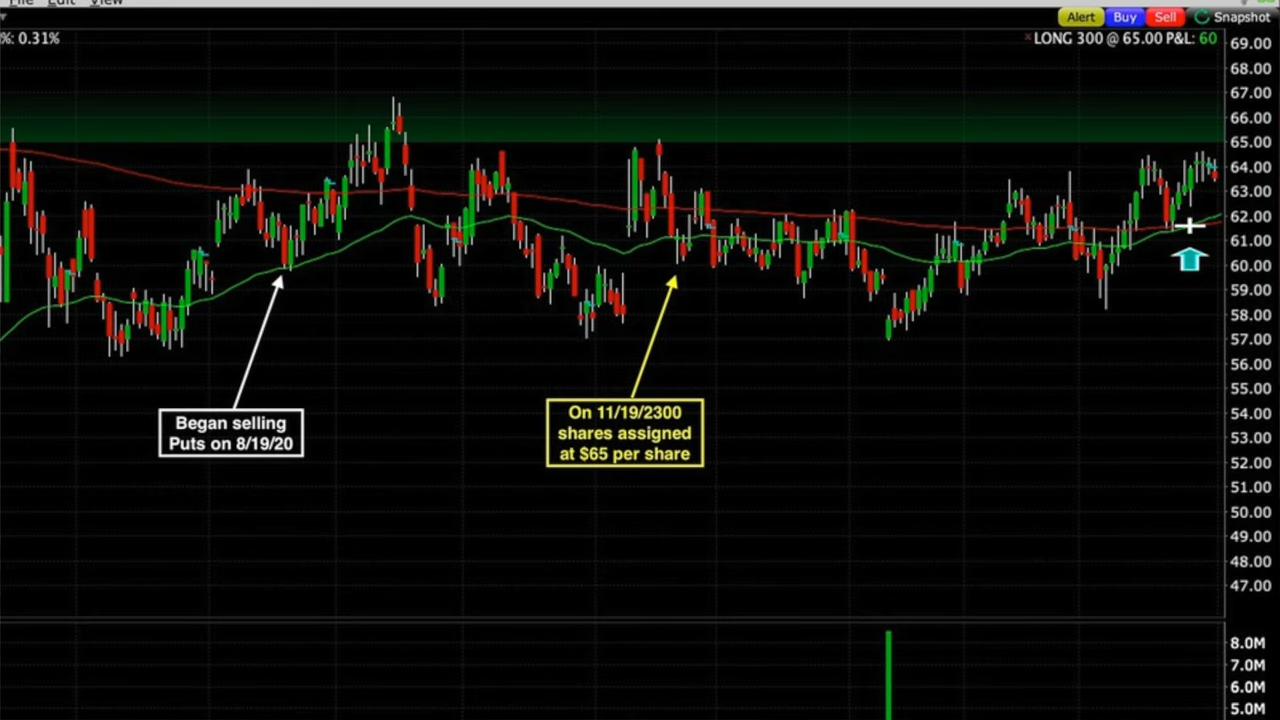 File Edit View
Alert Buy Sell Snapshot
%: 0.31%
LONG 300 @ 65.00 P&L: 60
69.00
68.00
67.00
66.00
65.00
64.00
63.00
62.00
61.00
60.00
59.00
58.00
57.00
56.00
55.00
54.00
53.00
52.00
51.00
50.00
49.00
48.00
47.00
Began selling
Puts on 8/19/20
On 11/19/2300
shares assigned
at $65 per share
8.0M
7.0M
6.0M
5.0M